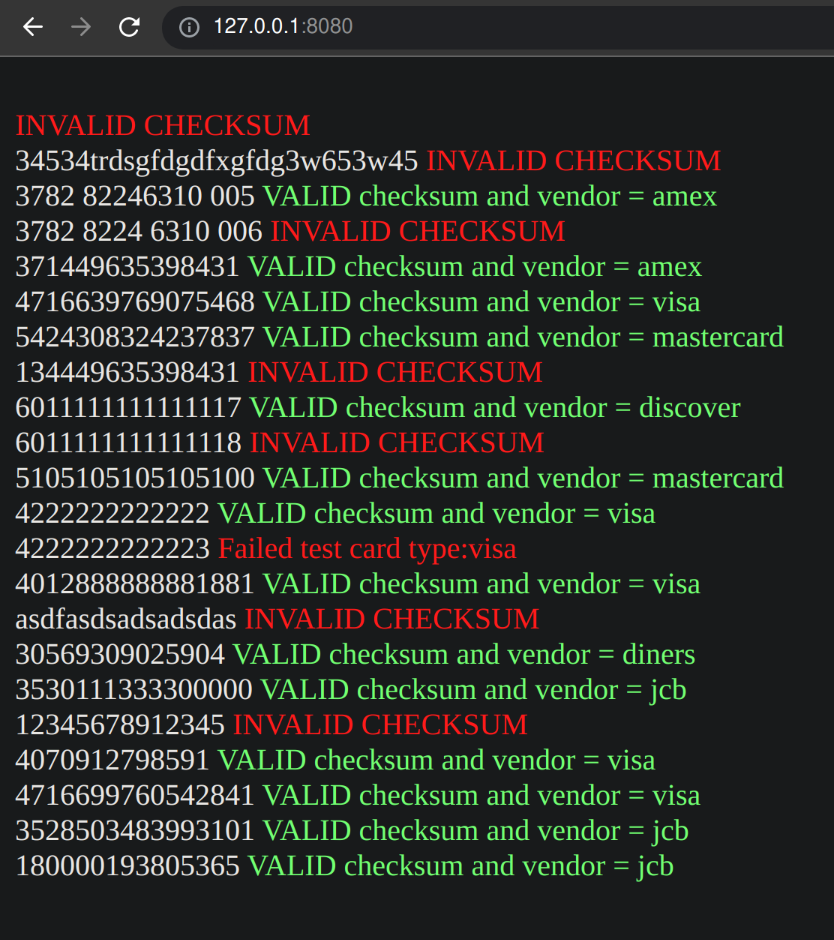 127.0.0.1:8080
INVALID CHECKSUM
34534trdsgfdgdfxgfdg3w653w45 INVALID CHECKSUM
3782 82246310 005 VALID checksum and vendor = amex
3782 8224 6310 006 INVALID CHECKSUM
371449635398431 VALID checksum and vendor = amex
4716639769075468 VALID checksum and vendor = visa
5424308324237837 VALID checksum and vendor = mastercard
134449635398431 INVALID CHECKSUM
6011111111111117 VALID checksum and vendor = discover
6011111111111118 INVALID CHECKSUM
5105105105105100 VALID checksum and vendor = mastercard
4222222222222 VALID checksum and vendor = visa
4222222222223 Failed test card type:visa
4012888888881881 VALID checksum and vendor = visa
asdfasdsadsadsdas INVALID CHECKSUM
30569309025904 VALID checksum and vendor = diners
3530111333300000 VALID checksum and vendor = jcb
12345678912345 INVALID CHECKSUM
4070912798591 VALID checksum and vendor = visa
4716699760542841 VALID checksum and vendor = visa
3528503483993101 VALID checksum and vendor = jcb
180000193805365 VALID checksum and vendor = jcb